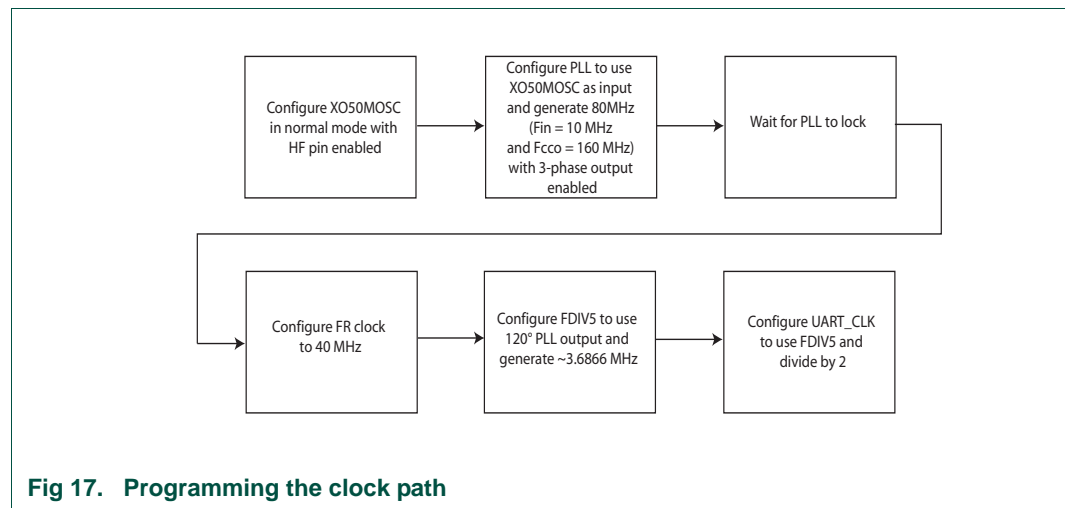 Configure XO50MOSC
in normal mode with
HF pin enabled
Configure PLL to use
XO50MOSC as input
and generate 80MHz
(Fin = 10 MHz
and Fcco = 160 MHz)
with 3-phase output
enabled
Wait for PLL to lock
Configure FR clock
to 40 MHz
Configure FDIV5 to use
120° PLL output and
generate ~3.6866 MHz
Configure UART_CLK
to use FDIV5 and
divide by 2
Fig 17. Programming the clock path